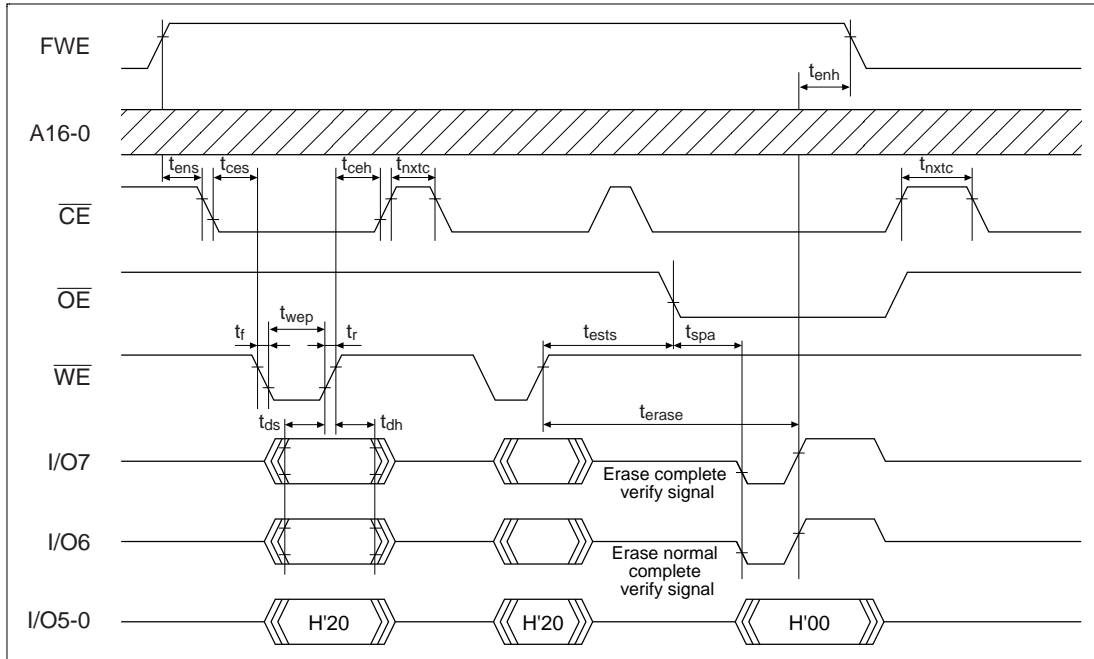 FWE
tenh
A16-0
tens tces tceh tnxtc tnxtc
CE
OE
twep
tests tspa
tf tr
WE
terase
tds tdh
I/O7
Erase complete
verify signal
I/O6
Erase normal
complete
verify signal
I/O5-0 H'20 H'20 H'00